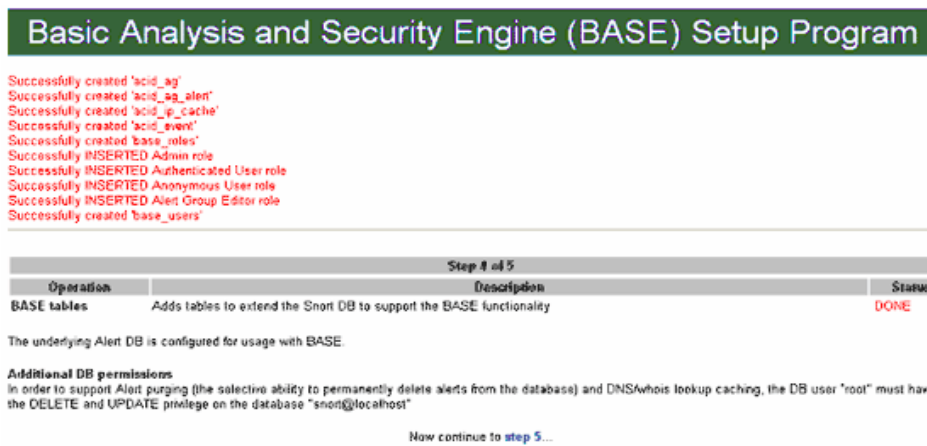 Basic Analysis and Security Engine (BASE) Setup Program
Successfully created 'acid_ag'
Successfully created 'acid_ag_alert'
Successfully created 'acid_ip_cache'
Successfully created 'acid_event'
Successfully created 'base_roles'
Successfully INSERTED Admin role
Successfully INSERTED Authenticated User role
Successfully INSERTED Anonymous User role
Successfully INSERTED Alert Group Editor role
Successfully created 'base_users'
Step 4 of 5
Operation Description Status
BASE tables Adds tables to extend the Snort DB to support the BASE functionality DONE
The underlying Alert DB is configured for usage with BASE.
Additional DB permissions
In order to support Alert purging (the selective ability to permanently delete alerts from the database) and DNS/whois lookup caching, the DB user "root" must hav
the DELETE and UPDATE privilege on the database "snort@localhost"
Now continue to step 5...